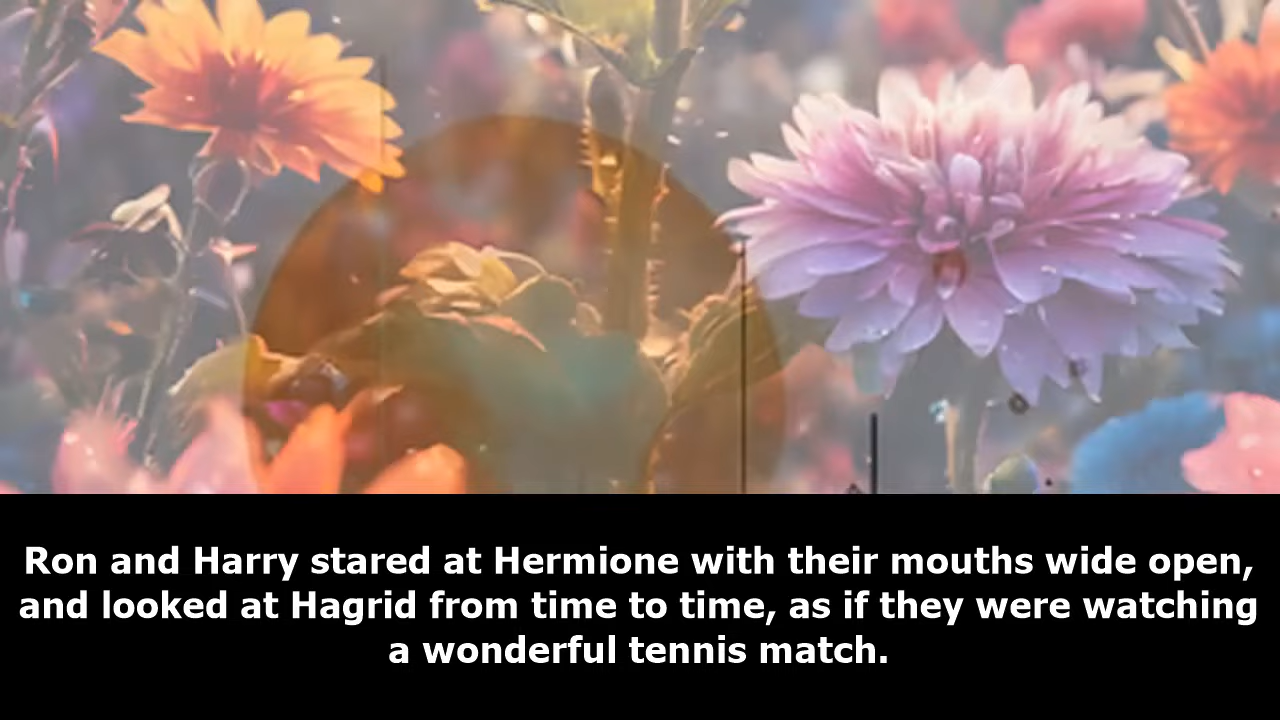 Ron and Harry stared at Hermione with their mouths wide open,
and looked at Hagrid from time to time, as if they were watching
a wonderful tennis match.